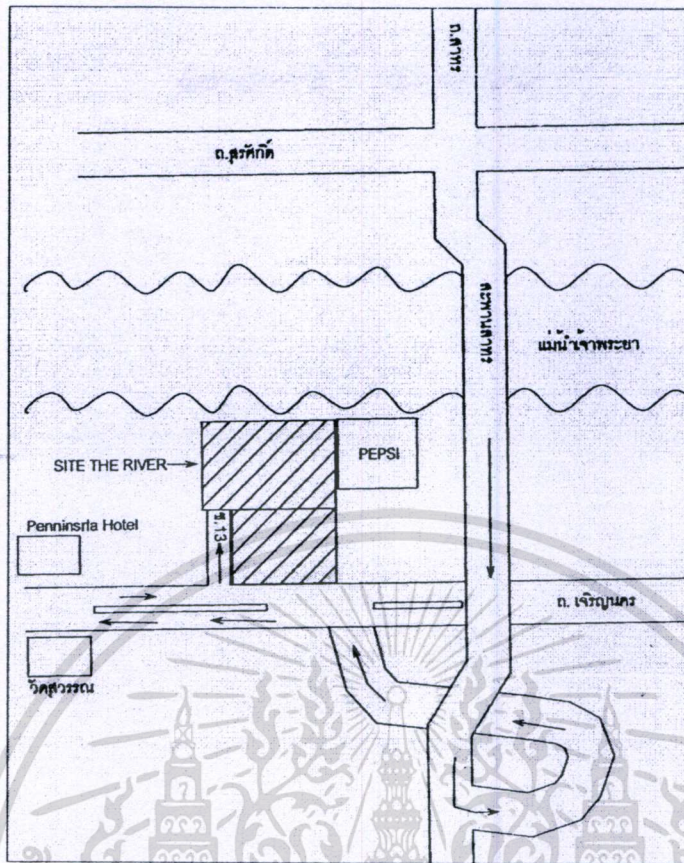 ถ.สาทร
ถ.สุรศักดิ์
สะพานสาทร
แม่น้ำเจ้าพระยา
SITE THE RIVER
PEPSI
ซ.13
Penninsrla Hotel
ถ. เจริญนคร
วัดสุวรรณ